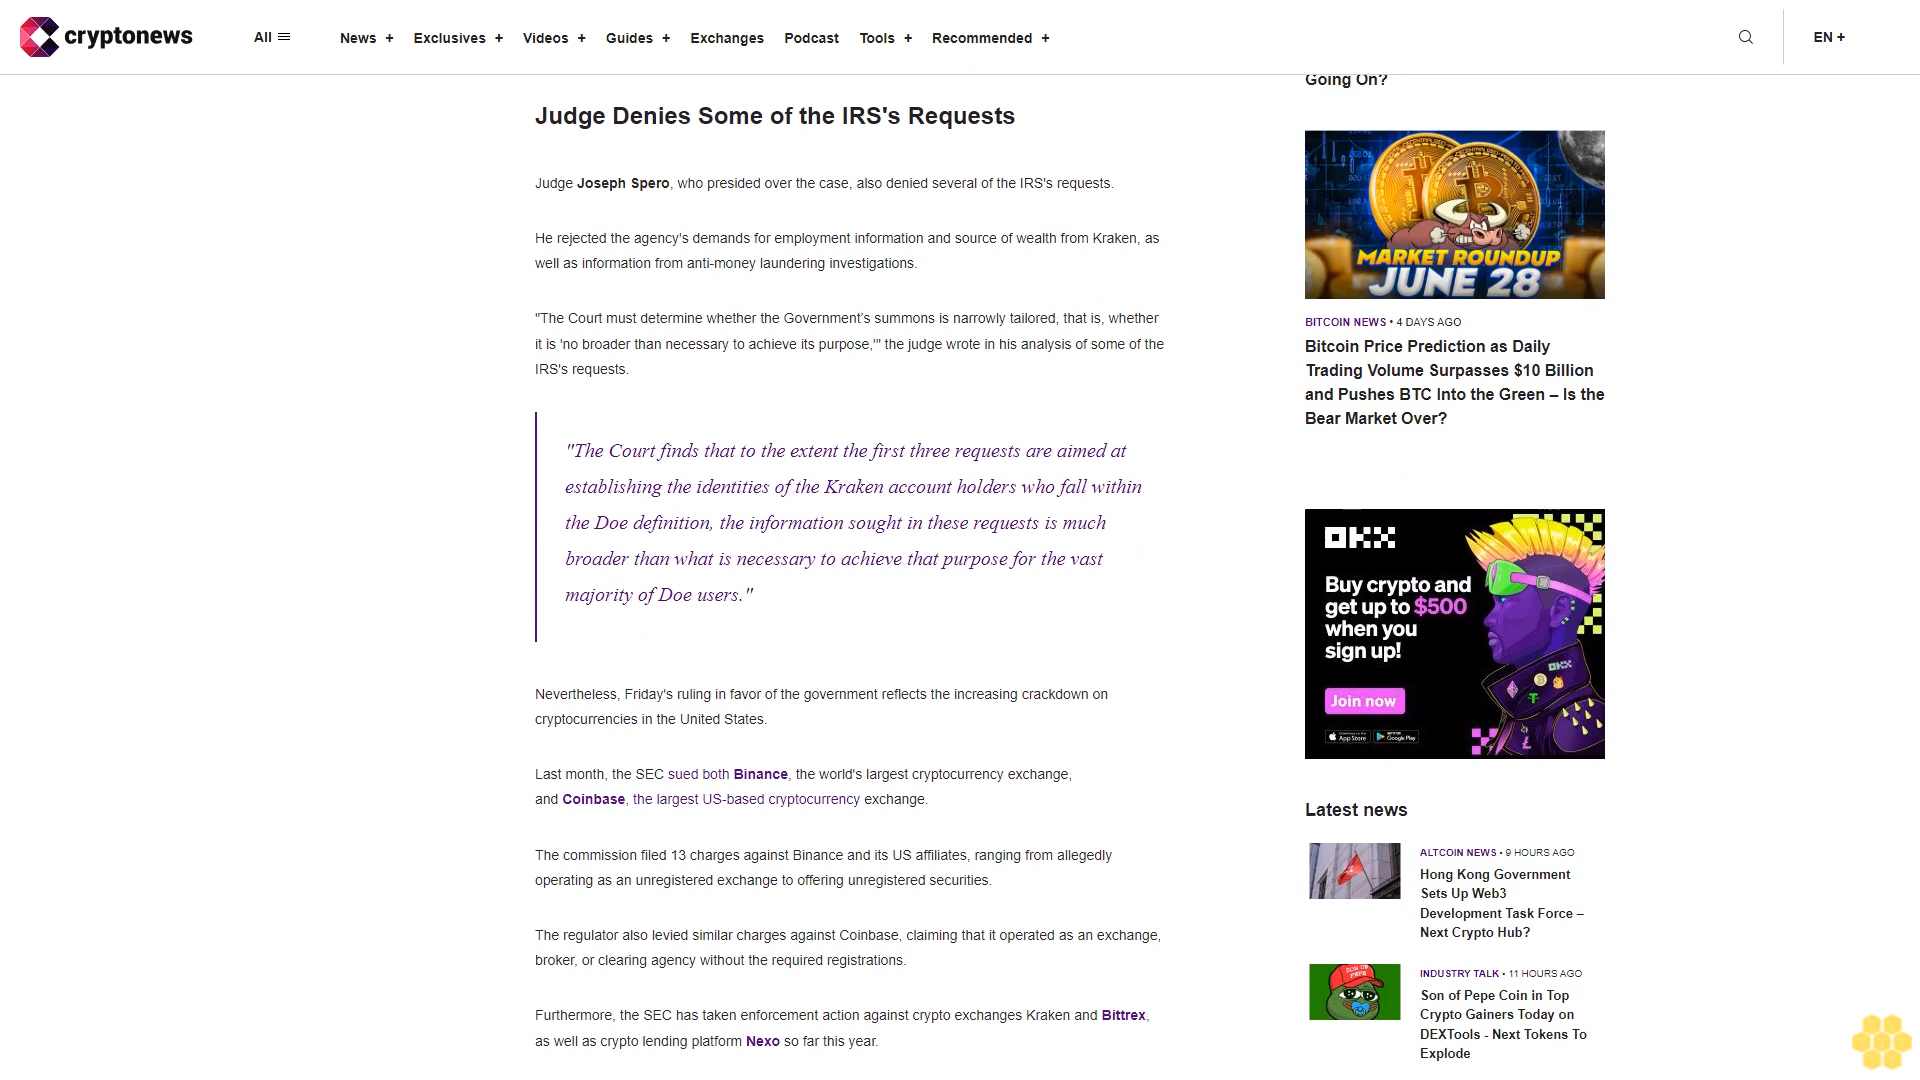 cryptonews
All
News +
Exclusives +
Videos +
Guides +
Exchanges
Podcast
Tools +
Recommended +
EN +
Judge Denies Some of the IRS's Requests
Judge Joseph Spero, who presided over the case, also denied several of the IRS's requests.
He rejected the agency's demands for employment information and source of wealth from Kraken, as
well as information from anti-money laundering investigations.
"The Court must determine whether the Government’s summons is narrowly tailored, that is, whether
it is 'no broader than necessary to achieve its purpose,'" the judge wrote in his analysis of some of the
IRS's requests.
"The Court finds that to the extent the first three requests are aimed at
establishing the identities of the Kraken account holders who fall within
the Doe definition, the information sought in these requests is much
broader than what is necessary to achieve that purpose for the vast
majority of Doe users."
Nevertheless, Friday's ruling in favor of the government reflects the increasing crackdown on
cryptocurrencies in the United States.
Last month, the SEC sued both Binance, the world's largest cryptocurrency exchange,
and Coinbase, the largest US-based cryptocurrency exchange.
The commission filed 13 charges against Binance and its US affiliates, ranging from allegedly
operating as an unregistered exchange to offering unregistered securities.
The regulator also levied similar charges against Coinbase, claiming that it operated as an exchange,
broker, or clearing agency without the required registrations.
Furthermore, the SEC has taken enforcement action against crypto exchanges Kraken and Bittrex,
as well as crypto lending platform Nexo so far this year.
Going On?
MARKET ROUNDUP
JUNE 28
BITCOIN NEWS • 4 DAYS AGO
Bitcoin Price Prediction as Daily
Trading Volume Surpasses $10 Billion
and Pushes BTC Into the Green – Is the
Bear Market Over?
OKX
Buy crypto and
get up to $500
when you
sign up!
Join now
App Store
Google Play
OKX
Latest news
ALTCOIN NEWS • 9 HOURS AGO
Hong Kong Government
Sets Up Web3
Development Task Force –
Next Crypto Hub?
SON OF
PEPE
INDUSTRY TALK • 11 HOURS AGO
Son of Pepe Coin in Top
Crypto Gainers Today on
DEXTools - Next Tokens To
Explode